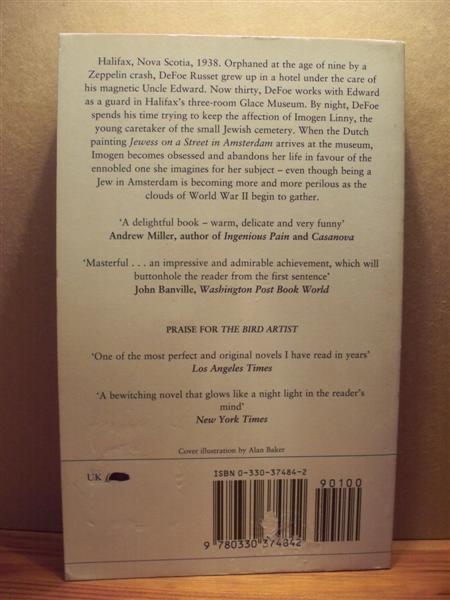 Halifax, Nova Scotia, 1938. Orphaned at the age of nine by a
Zeppelin crash, DeFoe Russet grew up in a hotel under the care of
his magnetic Uncle Edward. Now thirty, DeFoe works with Edward
as a guard in Halifax's three-room Glace Museum. By night, DeFoe
spends his time trying to keep the affection of Imogen Linny, the
young caretaker of the small Jewish cemetery. When the Dutch
painting Jewess on a Street in Amsterdam arrives at the museum,
Imogen becomes obsessed and abandons her life in favour of the
ennobled one she imagines for her subject – even though being a
Jew in Amsterdam is becoming more and more perilous as the
clouds of World War II begin to gather.
'A delightful book – warm, delicate and very funny'
Andrew Miller, author of Ingenious Pain and Casanova
'Masterful . . . an impressive and admirable achievement, which will
buttonhole the reader from the first sentence'
John Banville, Washington Post Book World
PRAISE FOR THE BIRD ARTIST
'One of the most perfect and original novels I have read in years'
Los Angeles Times
'A bewitching novel that glows like a night light in the reader's
mind'
New York Times
Cover illustration by Alan Baker
UK
ISBN 0-330-37484-2
90100
9 780330 374842